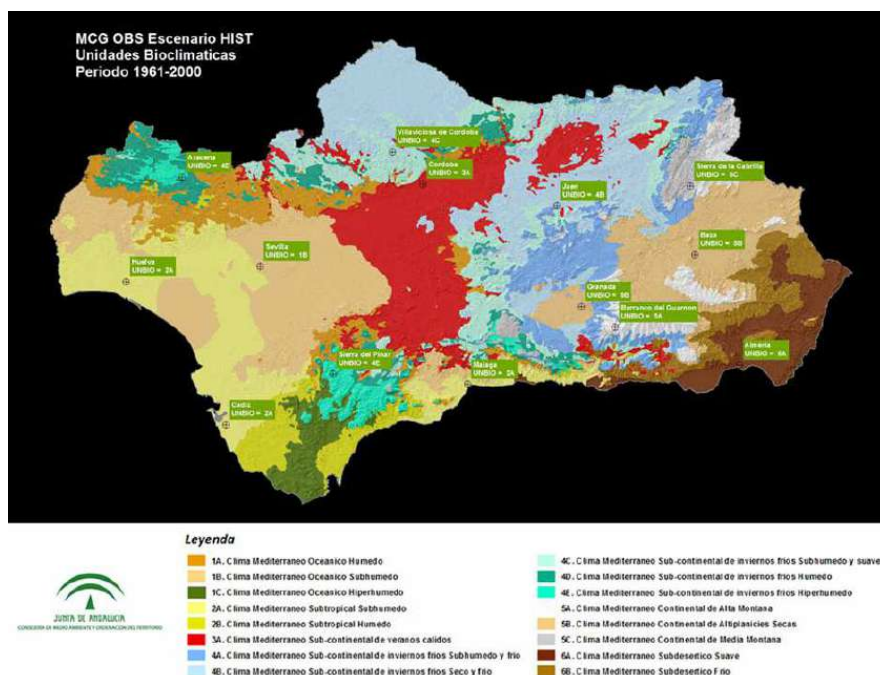 MCG OBS Escenario HIST
Unidades Bioclimaticas
Periodo 1961-2000
Villaviciosa de Cordoba
UNBIO = 4C
Aracena
UNBIO = 4E
Cordoba
UNBIO = 3A
Sierra de la Cabrilla
UNBIO = 5C
Jaen
UNBIO = 4B
Sevilla
UNBIO = 1B
Baza
UNBIO = 5B
Huelva
UNBIO = 2A
Granada
UNBIO = 5B
Barranco del Guarnon
UNBIO = 5A
Almeria
UNBIO = 6A
Sierra del Pinar
UNBIO = 4E
Malaga
UNBIO = 2A
Cadiz
UNBIO = 2A
Leyenda
1A. Clima Mediterraneo Oceanico Humedo
1B. Clima Mediterraneo Oceanico Subhumedo
1C. Clima Mediterraneo Oceanico Hiperhumedo
2A. Clima Mediterraneo Subtropical Subhumedo
2B. Clima Mediterraneo Subtropical Humedo
3A. Clima Mediterraneo Sub-continental de veranos calidos
4A. Clima Mediterraneo Sub-continental de inviernos frios Subhumedo y frio
4B. Clima Mediterraneo Sub-continental de inviernos frios Seco y frio
4C. Clima Mediterraneo Sub-continental de inviernos frios Subhumedo y suave
4D. Clima Mediterraneo Sub-continental de inviernos frios Humedo
4E. Clima Mediterraneo Sub-continental de inviernos frios Hiperhumedo
5A. Clima Mediterraneo Continental de Alta Montana
5B. Clima Mediterraneo Continental de Altiplanicies Secas
5C. Clima Mediterraneo Continental de Media Montana
6A. Clima Mediterraneo Subdesertico Suave
6B. Clima Mediterraneo Subdesertico Frio
JUNTA DE ANDALUCIA
CONSEJERIA DE MEDIO AMBIENTE Y ORDENACION DEL TERRITORIO